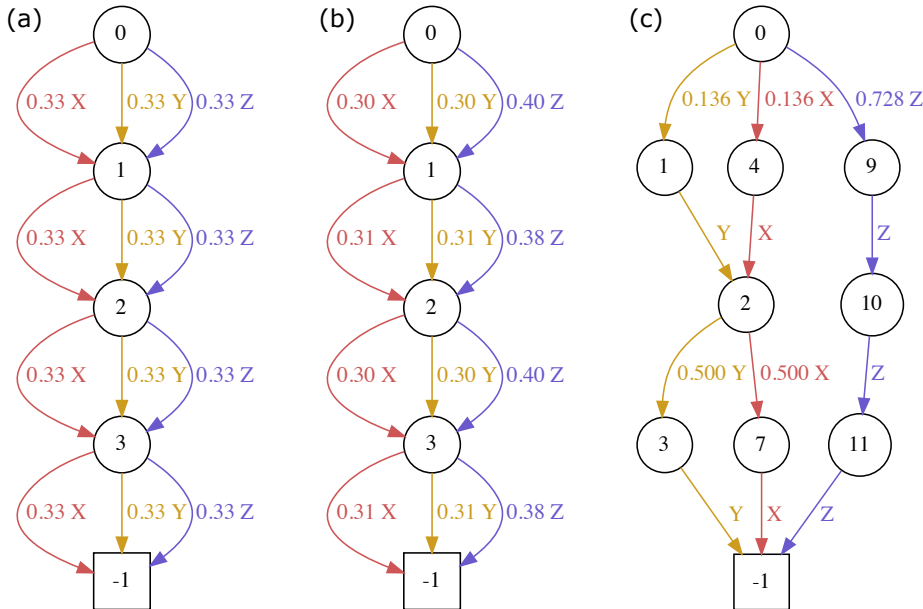 (a)
0
0.33 X
0.33 Y
0.33 Z
1
0.33 X
0.33 Y
0.33 Z
2
0.33 X
0.33 Y
0.33 Z
3
0.33 X
0.33 Y
0.33 Z
-1
(b)
0
0.30 X
0.30 Y
0.40 Z
1
0.31 X
0.31 Y
0.38 Z
2
0.30 X
0.30 Y
0.40 Z
3
0.31 X
0.31 Y
0.38 Z
-1
(c)
0
0.136 Y
0.136 X
0.728 Z
1
4
9
Y
X
Z
2
10
0.500 Y
0.500 X
Z
3
7
11
Y
X
Z
-1